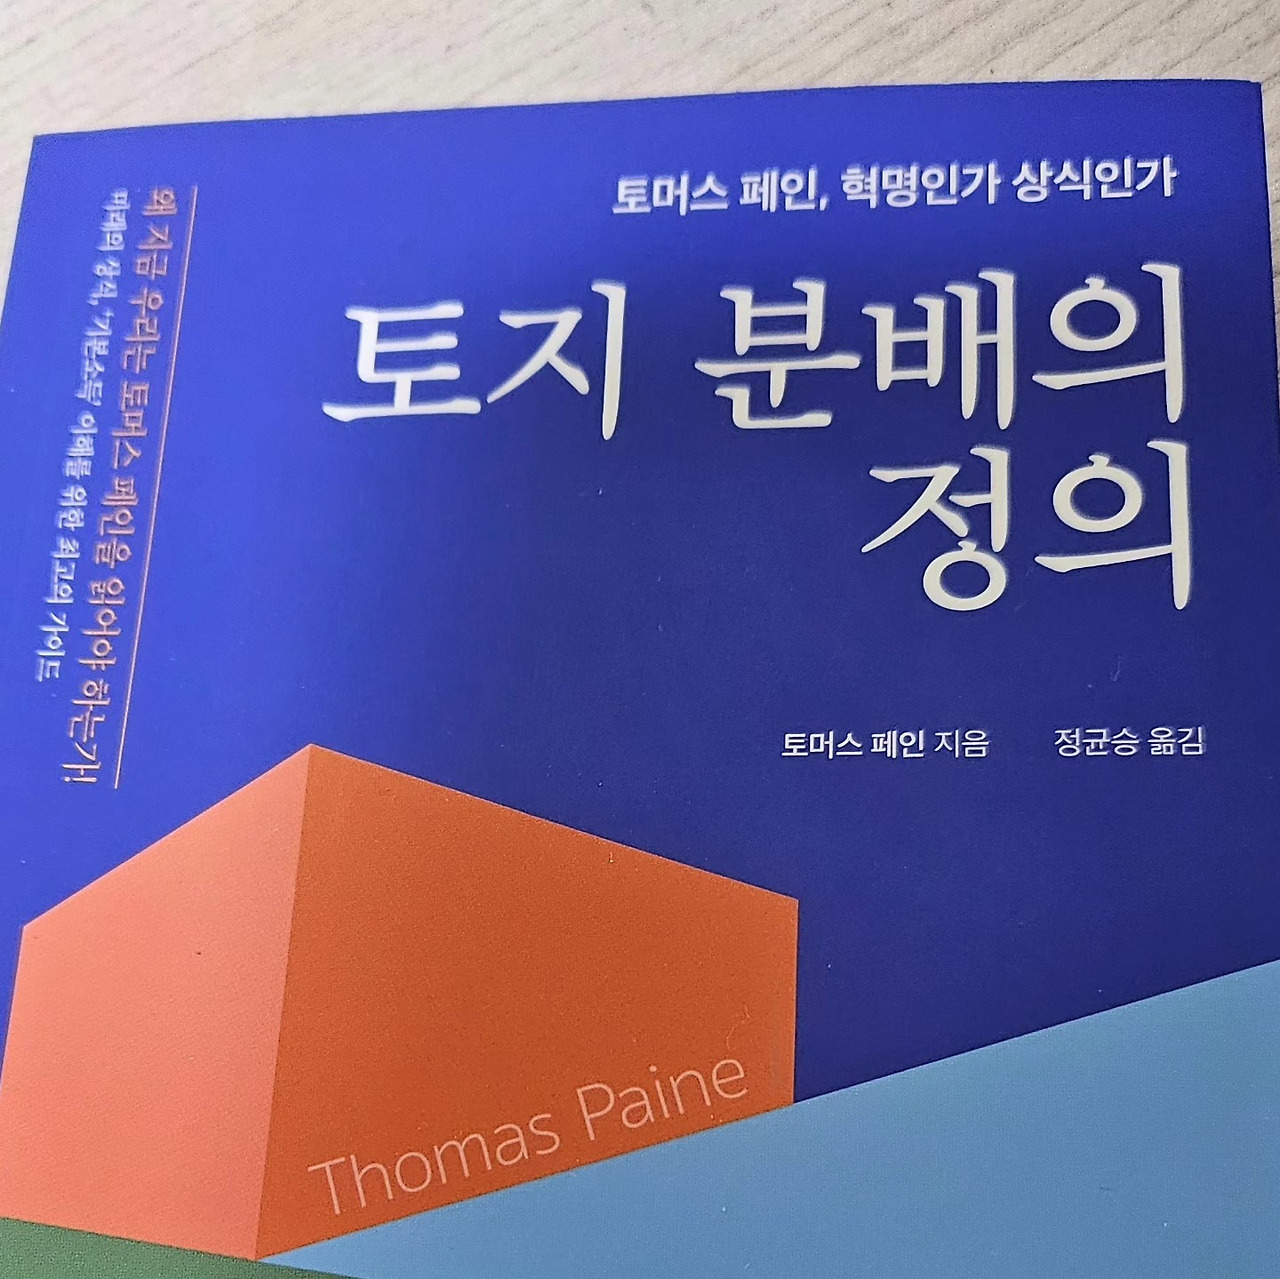 토머스 페인, 혁명인가 상식인가
토지 분배의
정의
토머스 페인 지음 정균승 옮김
왜 지금 우리는 토머스 페인을 읽어야 하는가!
미래의 상식, '기본소득' 이해를 위한 최고의 가이드
Thomas Paine